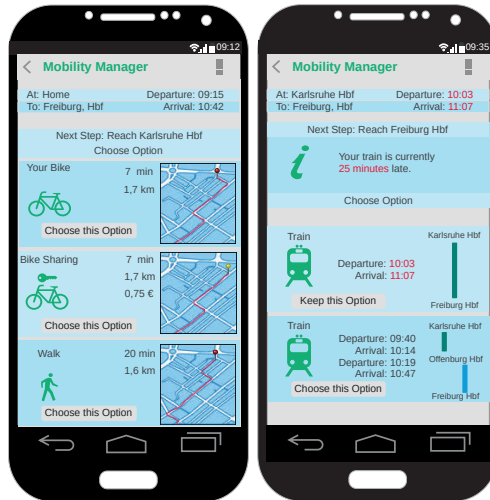 09:12
Mobility Manager
At: Home Departure: 09:15
To: Freiburg, Hbf Arrival: 10:42
Next Step: Reach Karlsruhe Hbf
Choose Option
Your Bike 7 min
1,7 km
Choose this Option
Bike Sharing 7 min
1,7 km
0,75 €
Choose this Option
Walk 20 min
1,6 km
Choose this Option
09:35
Mobility Manager
At: Karlsruhe Hbf Departure: 10:03
To: Freiburg, Hbf Arrival: 11:07
Next Step: Reach Freiburg Hbf
Your train is currently
25 minutes late.
Choose Option
Train Karlsruhe Hbf
Departure: 10:03
Arrival: 11:07
Keep this Option Freiburg Hbf
Train Karlsruhe Hbf
Departure: 09:40
Arrival: 10:14
Offenburg Hbf
Departure: 10:19
Arrival: 10:47
Choose this Option Freiburg Hbf